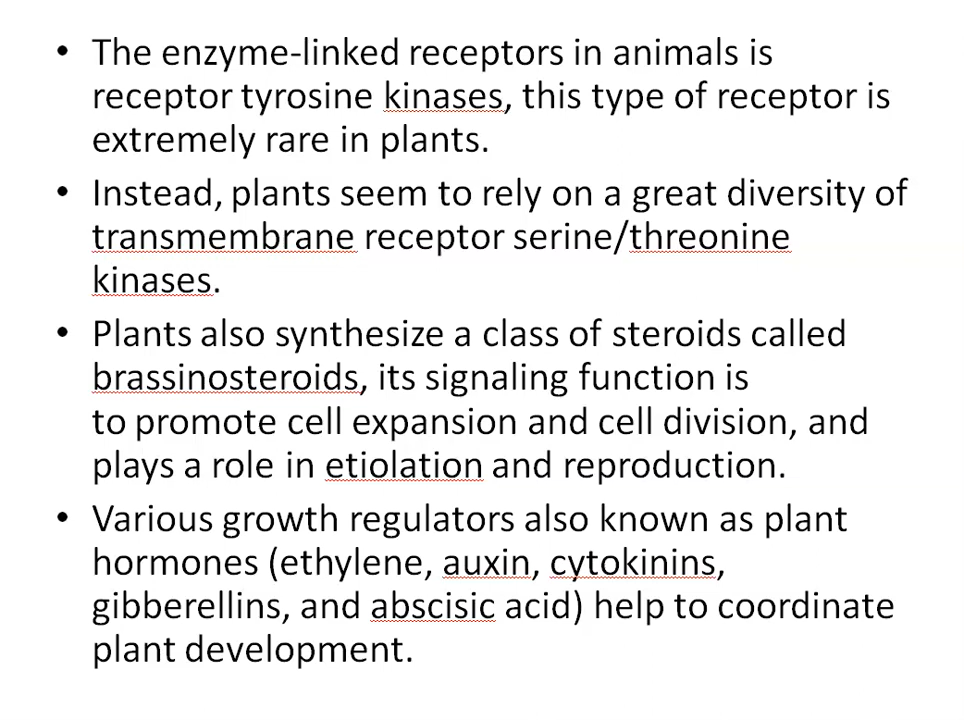 • The enzyme-linked receptors in animals is
receptor tyrosine kinases, this type of receptor is
extremely rare in plants.
• Instead, plants seem to rely on a great diversity of
transmembrane receptor serine/threonine
kinases.
• Plants also synthesize a class of steroids called
brassinosteroids, its signaling function is
to promote cell expansion and cell division, and
plays a role in etiolation and reproduction.
• Various growth regulators also known as plant
hormones (ethylene, auxin, cytokinins,
gibberellins, and abscisic acid) help to coordinate
plant development.